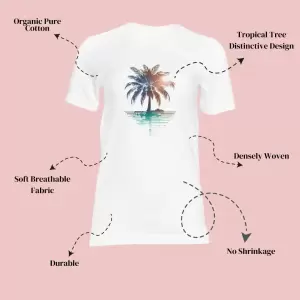 Organic Pure
Cotton
Tropical Tree
Distinctive Design
Densely Woven
Soft Breathable
Fabric
No Shrinkage
Durable